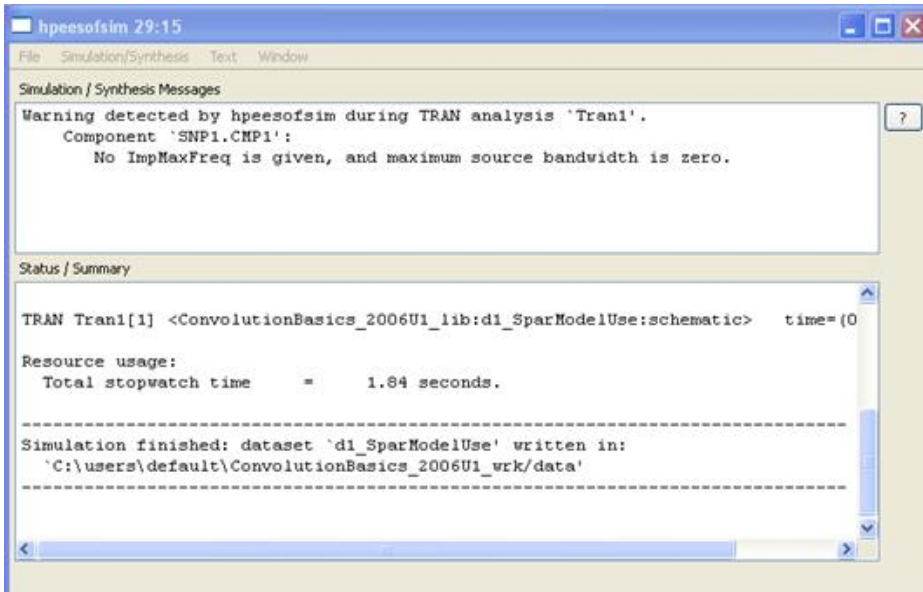 hpeesofsim 29:15
File Simulation/Synthesis Text Window
Simulation / Synthesis Messages
Warning detected by hpeesofsim during TRAN analysis `Tran1'.
Component `SNP1.CMP1':
No ImpMaxFreq is given, and maximum source bandwidth is zero.
?
Status / Summary
TRAN Tran1[1] <ConvolutionBasics_2006U1_lib:d1_SparModelUse:schematic> time=(0
Resource usage:
Total stopwatch time = 1.84 seconds.
--------------------------------------------------------------------------------
Simulation finished: dataset `d1_SparModelUse' written in:
`C:\users\default\ConvolutionBasics_2006U1_wrk/data'
--------------------------------------------------------------------------------